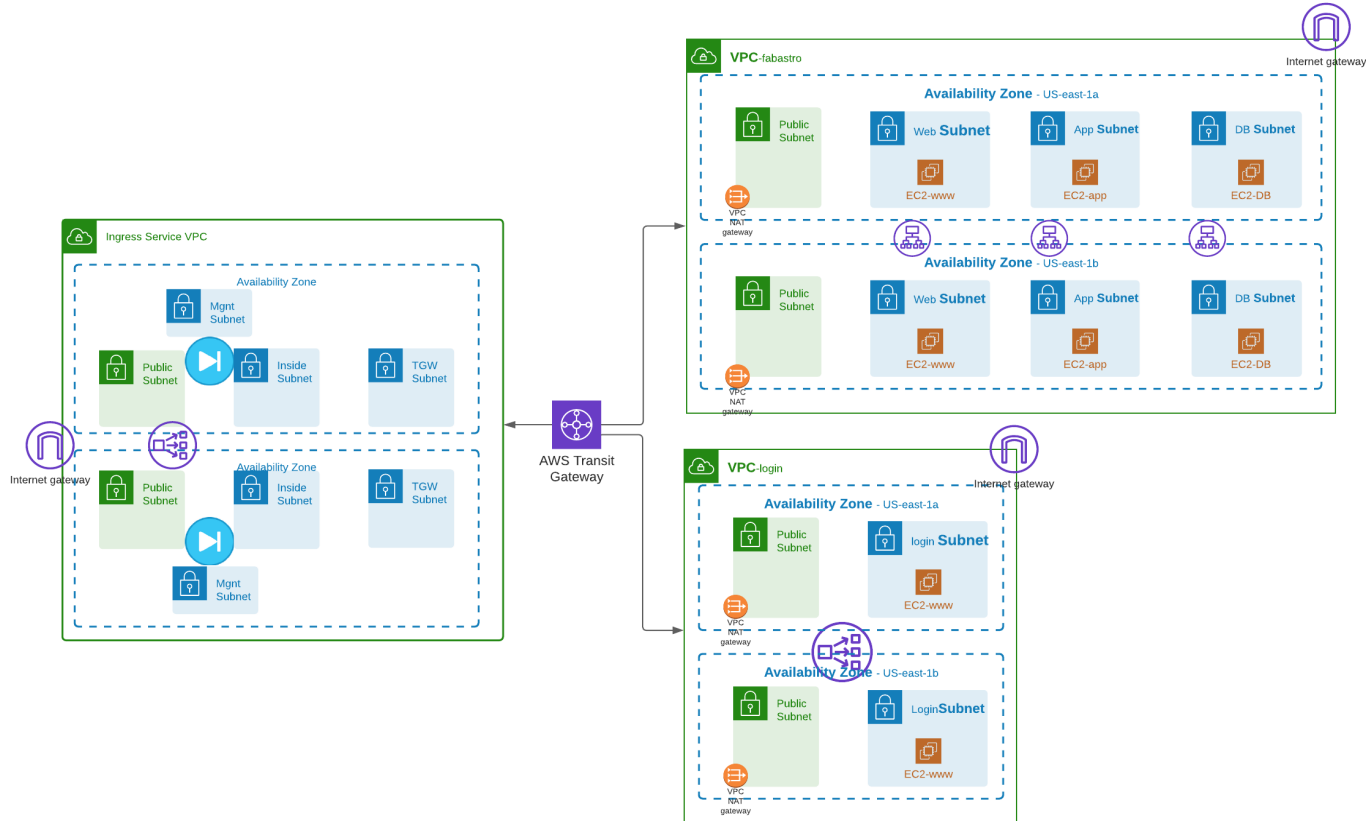 Internet gateway
VPC-fabastro
Availability Zone - US-east-1a
Public
Subnet
Web Subnet
App Subnet
DB Subnet
EC2-www
EC2-app
EC2-DB
VPC
NAT
gateway
Availability Zone - US-east-1b
Public
Subnet
Web Subnet
App Subnet
DB Subnet
EC2-www
EC2-app
EC2-DB
VPC
NAT
gateway
Ingress Service VPC
Availability Zone
Mgnt
Subnet
Public
Subnet
Inside
Subnet
TGW
Subnet
Internet gateway
Availability Zone
Public
Subnet
Inside
Subnet
TGW
Subnet
Mgnt
Subnet
AWS Transit
Gateway
VPC-login
Internet gateway
Availability Zone - US-east-1a
Public
Subnet
login Subnet
EC2-www
VPC
NAT
gateway
Availability Zone - US-east-1b
Public
Subnet
LoginSubnet
EC2-www
VPC
NAT
gateway